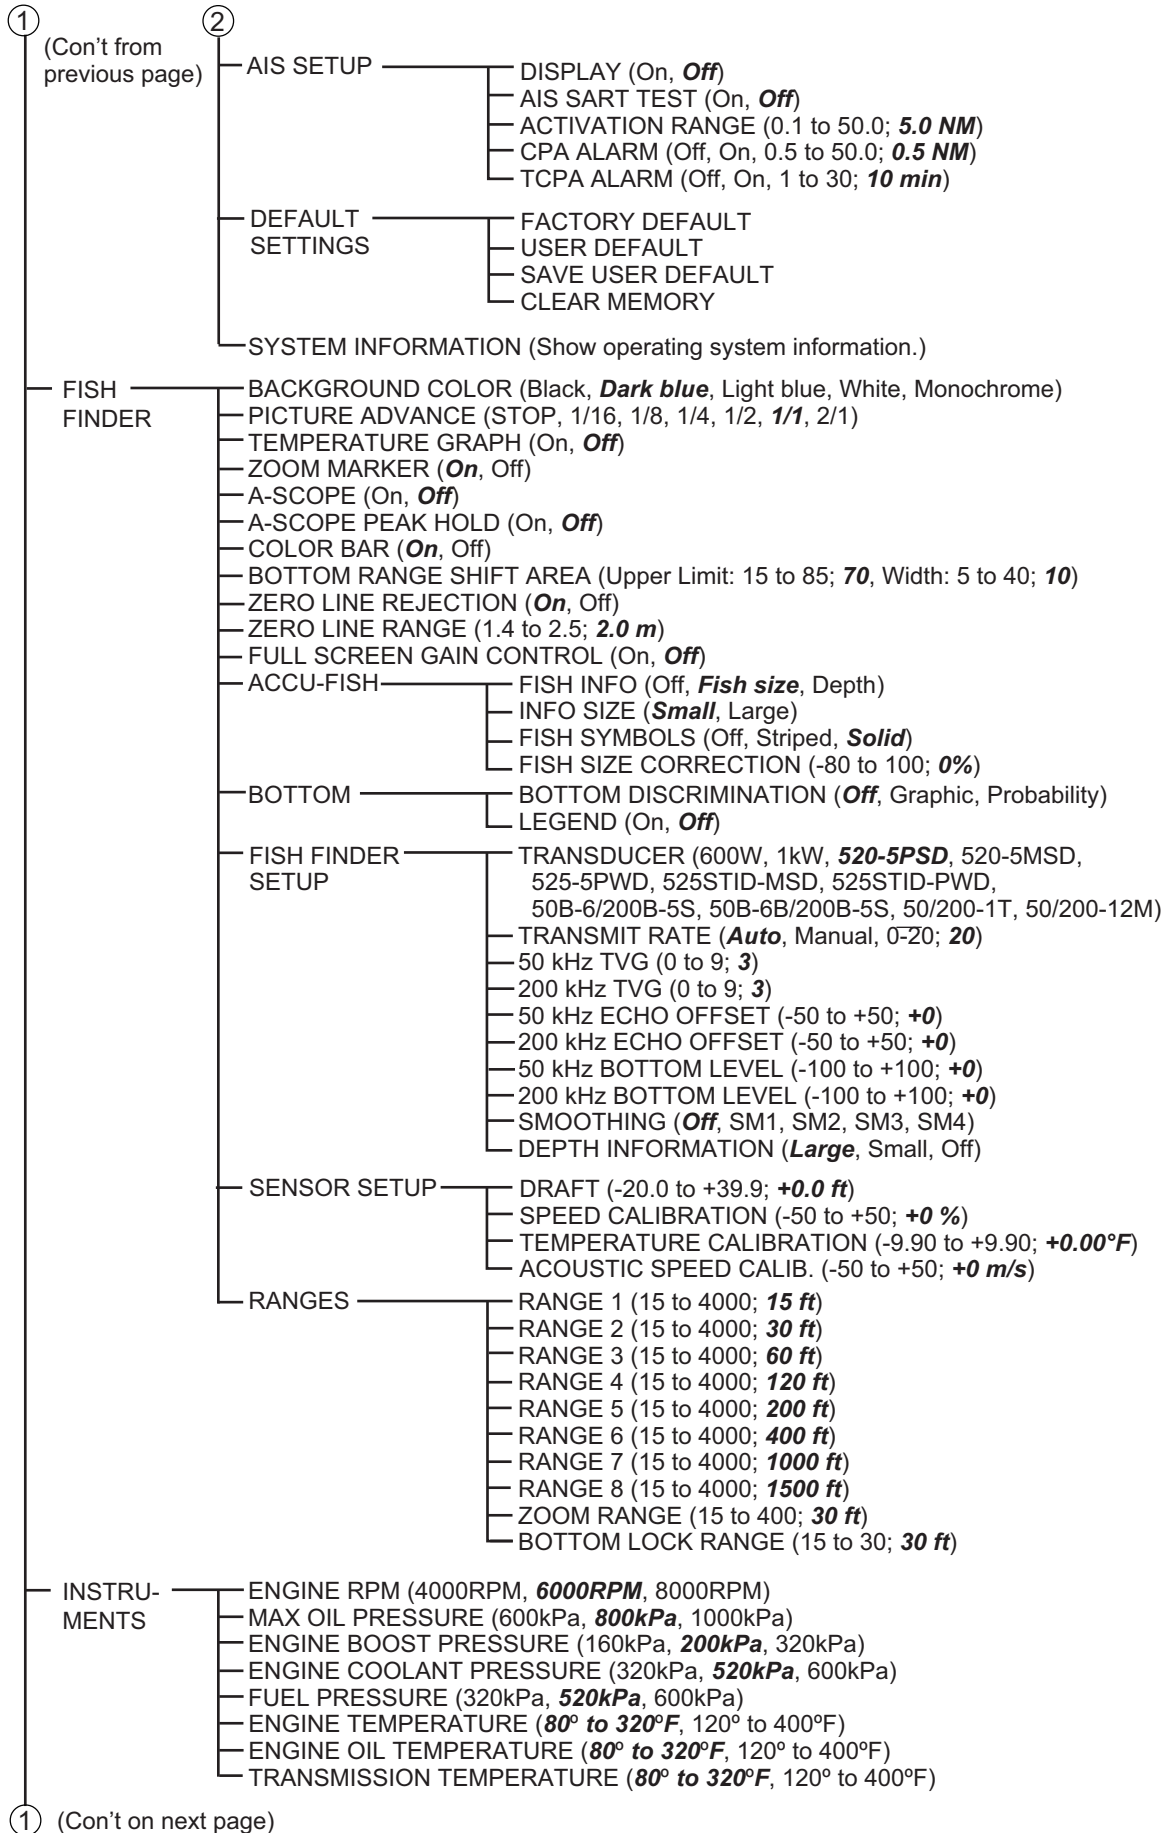 1 2
(Con't from
previous page)
AIS SETUP
DISPLAY (On, Off)
AIS SART TEST (On, Off)
ACTIVATION RANGE (0.1 to 50.0; 5.0 NM)
CPA ALARM (Off, On, 0.5 to 50.0; 0.5 NM)
TCPA ALARM (Off, On, 1 to 30; 10 min)
DEFAULT
SETTINGS
FACTORY DEFAULT
USER DEFAULT
SAVE USER DEFAULT
CLEAR MEMORY
SYSTEM INFORMATION (Show operating system information.)
FISH
FINDER
BACKGROUND COLOR (Black, Dark blue, Light blue, White, Monochrome)
PICTURE ADVANCE (STOP, 1/16, 1/8, 1/4, 1/2, 1/1, 2/1)
TEMPERATURE GRAPH (On, Off)
ZOOM MARKER (On, Off)
A-SCOPE (On, Off)
A-SCOPE PEAK HOLD (On, Off)
COLOR BAR (On, Off)
BOTTOM RANGE SHIFT AREA (Upper Limit: 15 to 85; 70, Width: 5 to 40; 10)
ZERO LINE REJECTION (On, Off)
ZERO LINE RANGE (1.4 to 2.5; 2.0 m)
FULL SCREEN GAIN CONTROL (On, Off)
ACCU-FISH
FISH INFO (Off, Fish size, Depth)
INFO SIZE (Small, Large)
FISH SYMBOLS (Off, Striped, Solid)
FISH SIZE CORRECTION (-80 to 100; 0%)
BOTTOM
BOTTOM DISCRIMINATION (Off, Graphic, Probability)
LEGEND (On, Off)
FISH FINDER
SETUP
TRANSDUCER (600W, 1kW, 520-5PSD, 520-5MSD,
525-5PWD, 525STID-MSD, 525STID-PWD,
50B-6/200B-5S, 50B-6B/200B-5S, 50/200-1T, 50/200-12M)
TRANSMIT RATE (Auto, Manual, 0-20; 20)
50 kHz TVG (0 to 9; 3)
200 kHz TVG (0 to 9; 3)
50 kHz ECHO OFFSET (-50 to +50; +0)
200 kHz ECHO OFFSET (-50 to +50; +0)
50 kHz BOTTOM LEVEL (-100 to +100; +0)
200 kHz BOTTOM LEVEL (-100 to +100; +0)
SMOOTHING (Off, SM1, SM2, SM3, SM4)
DEPTH INFORMATION (Large, Small, Off)
SENSOR SETUP
DRAFT (-20.0 to +39.9; +0.0 ft)
SPEED CALIBRATION (-50 to +50; +0 %)
TEMPERATURE CALIBRATION (-9.90 to +9.90; +0.00°F)
ACOUSTIC SPEED CALIB. (-50 to +50; +0 m/s)
RANGES
RANGE 1 (15 to 4000; 15 ft)
RANGE 2 (15 to 4000; 30 ft)
RANGE 3 (15 to 4000; 60 ft)
RANGE 4 (15 to 4000; 120 ft)
RANGE 5 (15 to 4000; 200 ft)
RANGE 6 (15 to 4000; 400 ft)
RANGE 7 (15 to 4000; 1000 ft)
RANGE 8 (15 to 4000; 1500 ft)
ZOOM RANGE (15 to 400; 30 ft)
BOTTOM LOCK RANGE (15 to 30; 30 ft)
INSTRU-
MENTS
ENGINE RPM (4000RPM, 6000RPM, 8000RPM)
MAX OIL PRESSURE (600kPa, 800kPa, 1000kPa)
ENGINE BOOST PRESSURE (160kPa, 200kPa, 320kPa)
ENGINE COOLANT PRESSURE (320kPa, 520kPa, 600kPa)
FUEL PRESSURE (320kPa, 520kPa, 600kPa)
ENGINE TEMPERATURE (80º to 320ºF, 120º to 400ºF)
ENGINE OIL TEMPERATURE (80º to 320ºF, 120º to 400ºF)
TRANSMISSION TEMPERATURE (80º to 320ºF, 120º to 400ºF)
1 (Con't on next page)